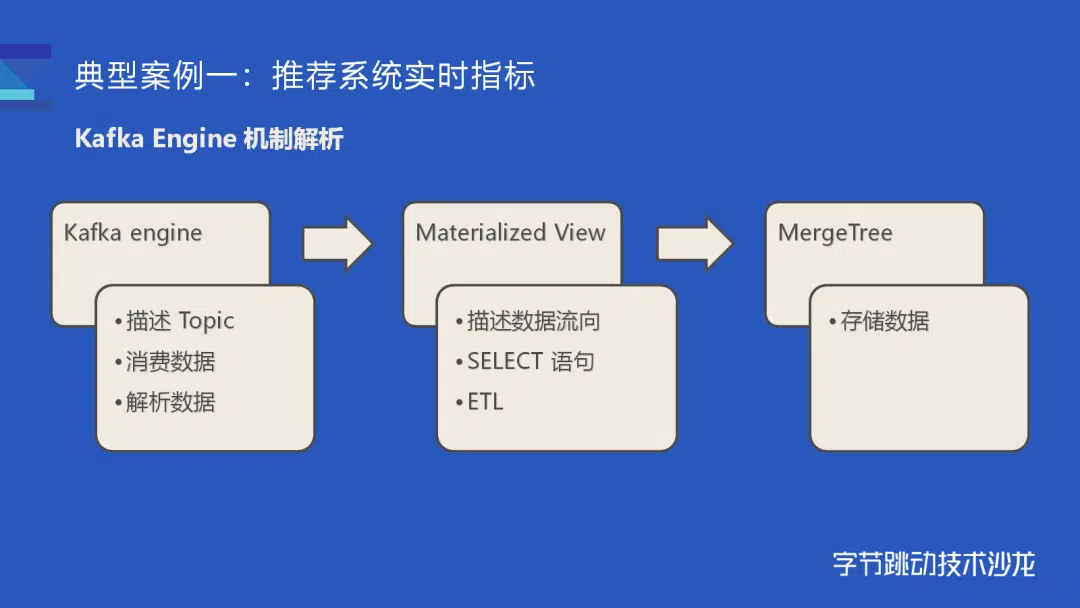 典型案例一：推荐系统实时指标
Kafka Engine 机制解析
Kafka engine
•描述 Topic
•消费数据
•解析数据
Materialized View
•描述数据流向
•SELECT 语句
•ETL
MergeTree
•存储数据
字节跳动技术沙龙